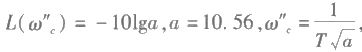 L(ω″c) = −10lga, a = 10.56, ω″c = 1/(T√a),